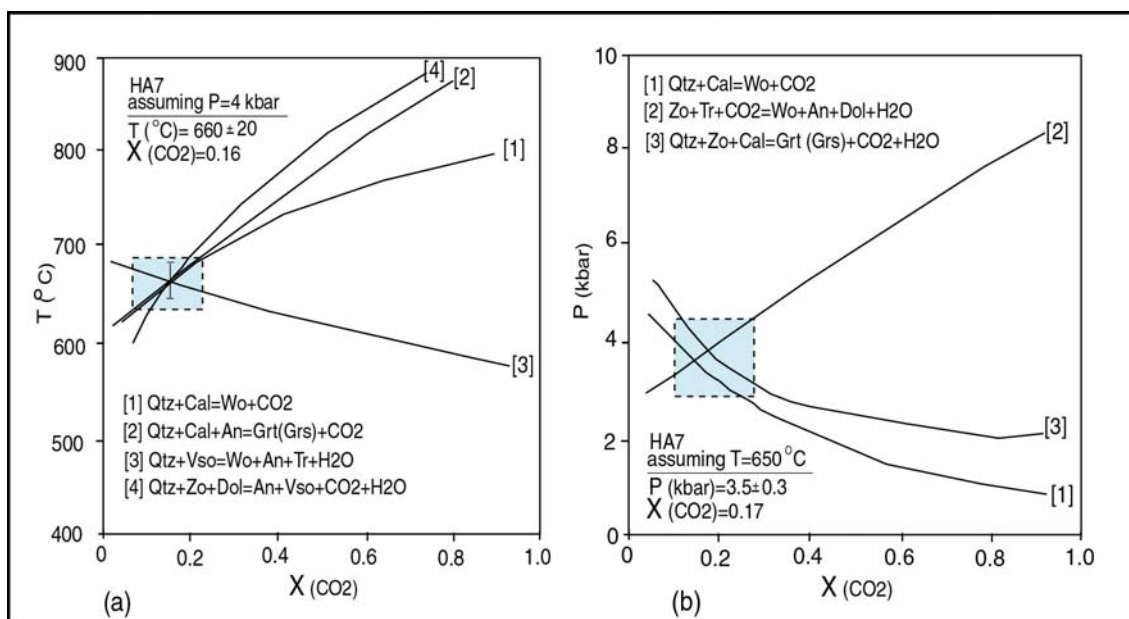 900
800
700
600
500
400
T (°C)
HA7
assuming P=4 kbar
T (°C)= 660±20
X (CO2)=0.16
[4]
[2]
[1]
[3]
[1] Qtz+Cal=Wo+CO2
[2] Qtz+Cal+An=Grt(Grs)+CO2
[3] Qtz+Vso=Wo+An+Tr+H2O
[4] Qtz+Zo+Dol=An+Vso+CO2+H2O
0 0.2 0.4 0.6 0.8 1.0
X (CO2)
(a)
10
8
6
4
2
0
P (kbar)
[1] Qtz+Cal=Wo+CO2
[2] Zo+Tr+CO2=Wo+An+Dol+H2O
[3] Qtz+Zo+Cal=Grt (Grs)+CO2+H2O
[2]
[3]
[1]
HA7
assuming T=650 °C
P (kbar)=3.5±0.3
X (CO2)=0.17
0 0.2 0.4 0.6 0.8 1.0
X (CO2)
(b)